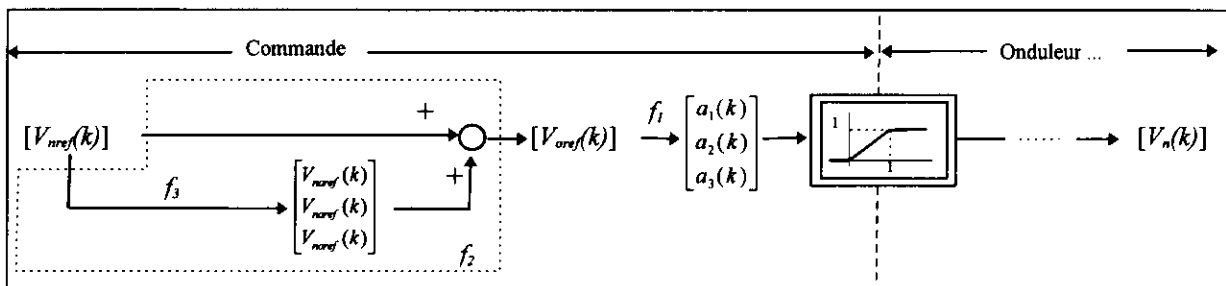 Commande
Onduleur ...
+
[V_nref(k)]
[V_oref(k)]
f_1
a_1(k)
a_2(k)
a_3(k)
1
1
[V_n(k)]
+
f_3
V_noref(k)
V_noref(k)
V_noref(k)
f_2